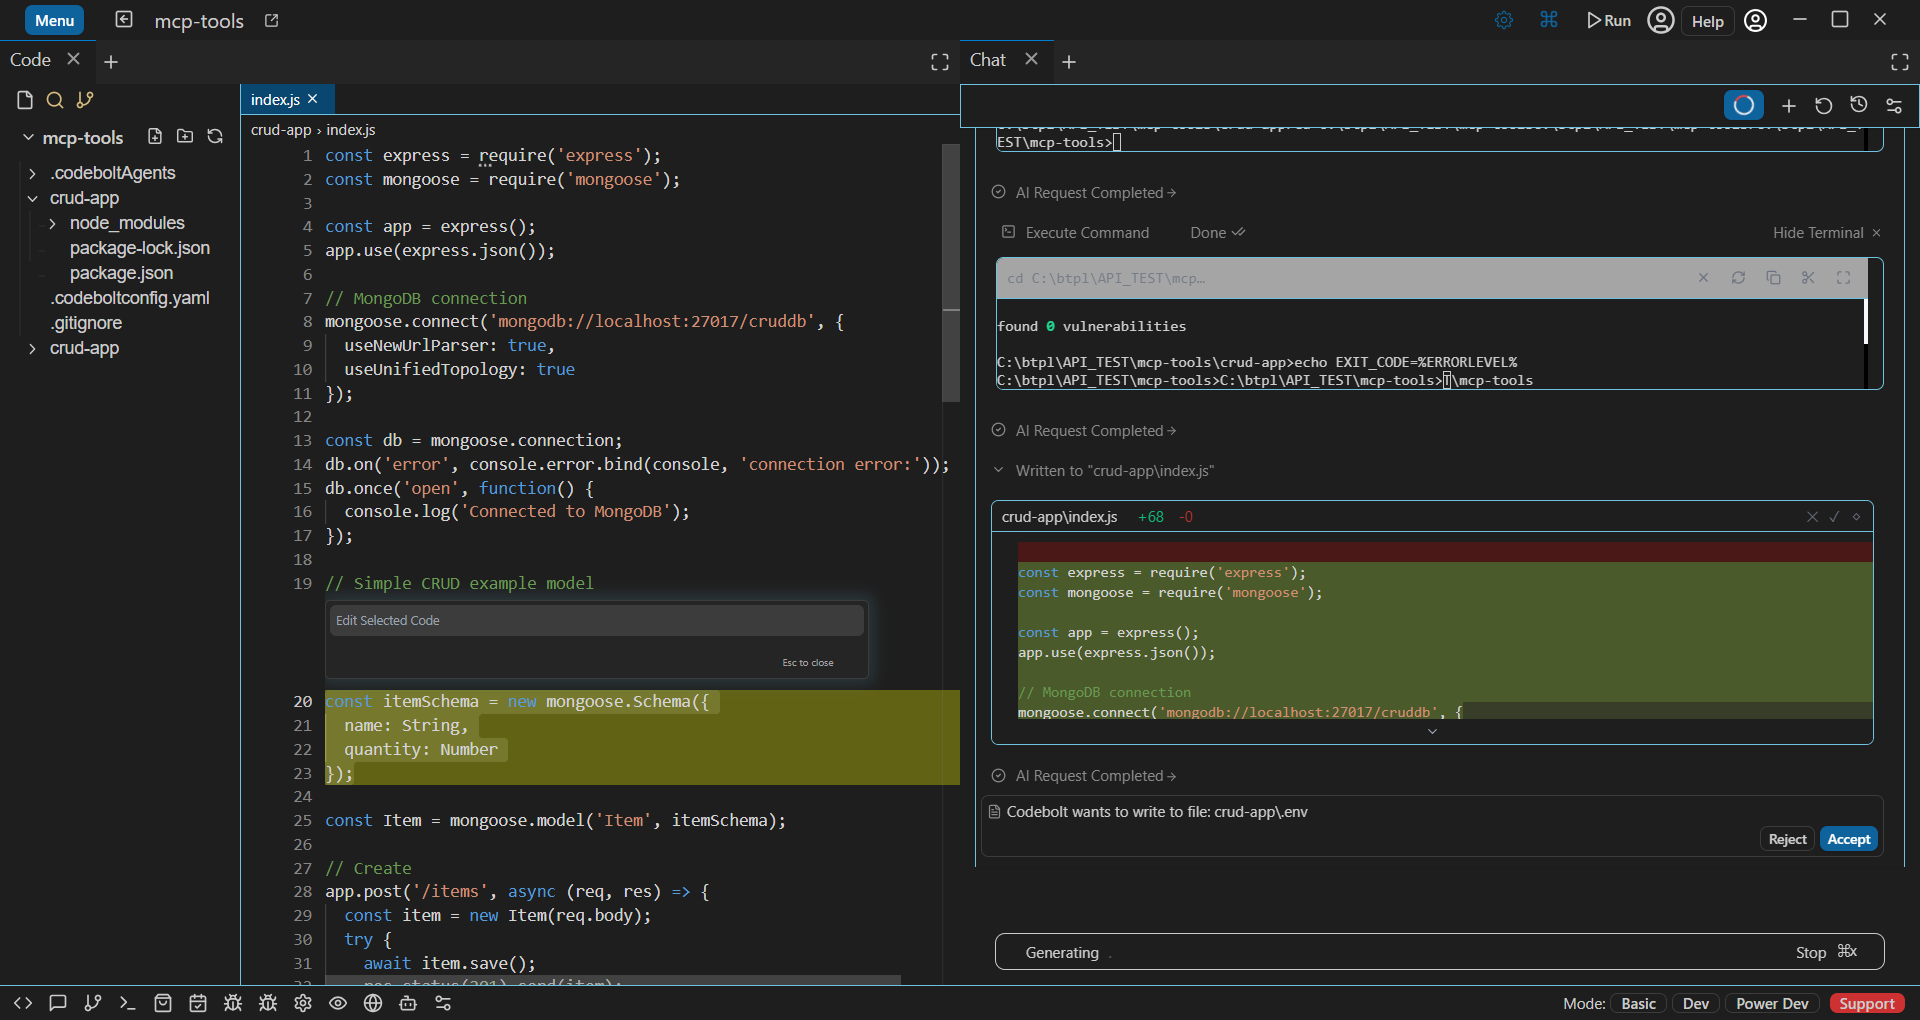 Menu
mcp-tools
Run
Help
Code
Chat
mcp-tools
.codeboltAgents
crud-app
node_modules
package-lock.json
package.json
.codeboltconfig.yaml
.gitignore
crud-app
index.js
crud-app › index.js
1 const express = require('express');
2 const mongoose = require('mongoose');
3
4 const app = express();
5 app.use(express.json());
6
7 // MongoDB connection
8 mongoose.connect('mongodb://localhost:27017/cruddb', {
9 useNewUrlParser: true,
10 useUnifiedTopology: true
11 });
12
13 const db = mongoose.connection;
14 db.on('error', console.error.bind(console, 'connection error:'));
15 db.once('open', function() {
16 console.log('Connected to MongoDB');
17 });
18
19 // Simple CRUD example model
Edit Selected Code
Esc to close
20 const itemSchema = new mongoose.Schema({
21 name: String,
22 quantity: Number
23 });
24
25 const Item = mongoose.model('Item', itemSchema);
26
27 // Create
28 app.post('/items', async (req, res) => {
29 const item = new Item(req.body);
30 try {
31 await item.save();
EST\mcp-tools>
AI Request Completed→
Execute Command Done
Hide Terminal ×
cd C:\btpl\API_TEST\mcp…
found 0 vulnerabilities
C:\btpl\API_TEST\mcp-tools\crud-app>echo EXIT_CODE=%ERRORLEVEL%
C:\btpl\API_TEST\mcp-tools>C:\btpl\API_TEST\mcp-tools>T\mcp-tools
AI Request Completed→
Written to "crud-app\index.js"
crud-app\index.js +68 -0
const express = require('express');
const mongoose = require('mongoose');
const app = express();
app.use(express.json());
// MongoDB connection
mongoose.connect('mongodb://localhost:27017/cruddb', {
AI Request Completed→
Codebolt wants to write to file: crud-app\.env
Reject
Accept
Generating .
Stop ⌘x
Mode: Basic Dev Power Dev Support